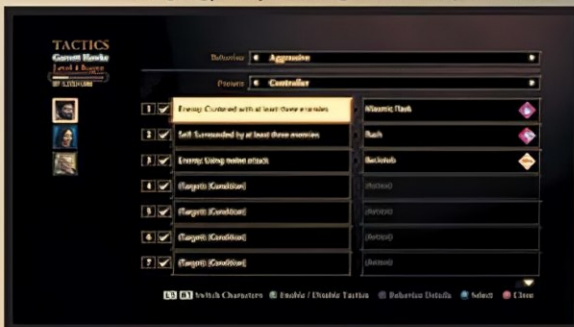 TACTICS
Garrett Hawke
Level 4 Rogue
Behavior: Aggressive
Preset: Controller
1 Enemy: Clustered with at least three enemies Miasmic Flask
2 Self: Surrounded by at least three enemies Rush
3 Enemy: Using melee attack Backstab
4 (Target): (Condition) (Action)
5 (Target): (Condition) (Action)
6 (Target): (Condition) (Action)
7 (Target): (Condition) (Action)
Switch Characters Enable / Disable Tactics Behavior Details Select Close